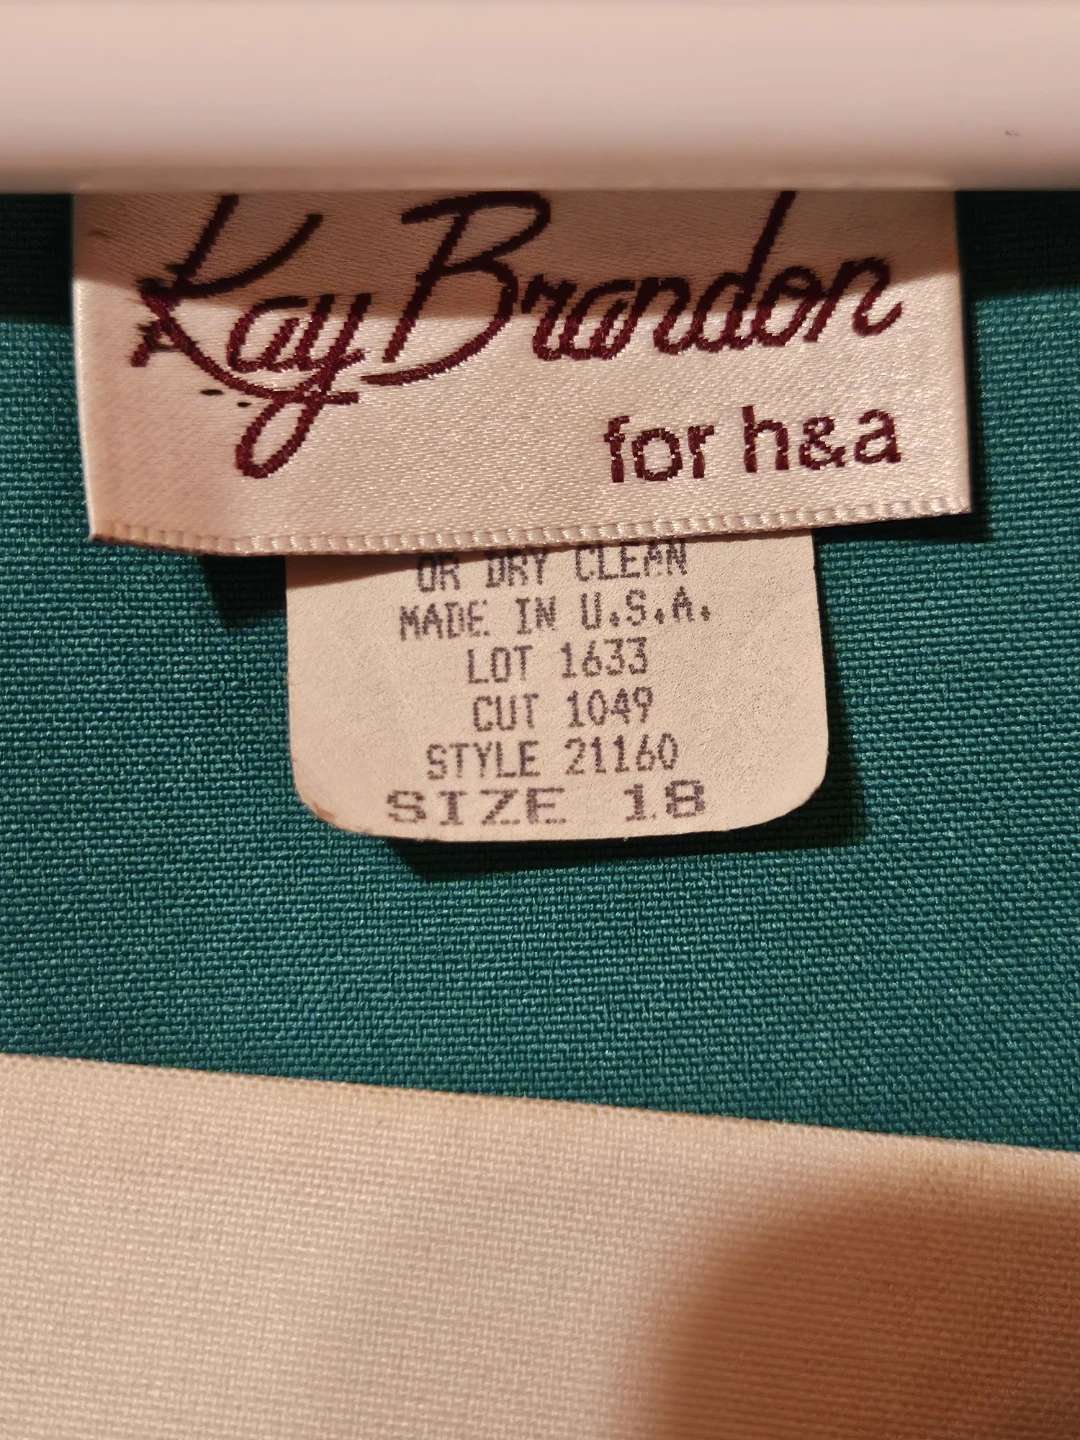 Kay Brandon
for h&a
OR DRY CLEAN
MADE IN U.S.A.
LOT 1633
CUT 1049
STYLE 21160
SIZE 18